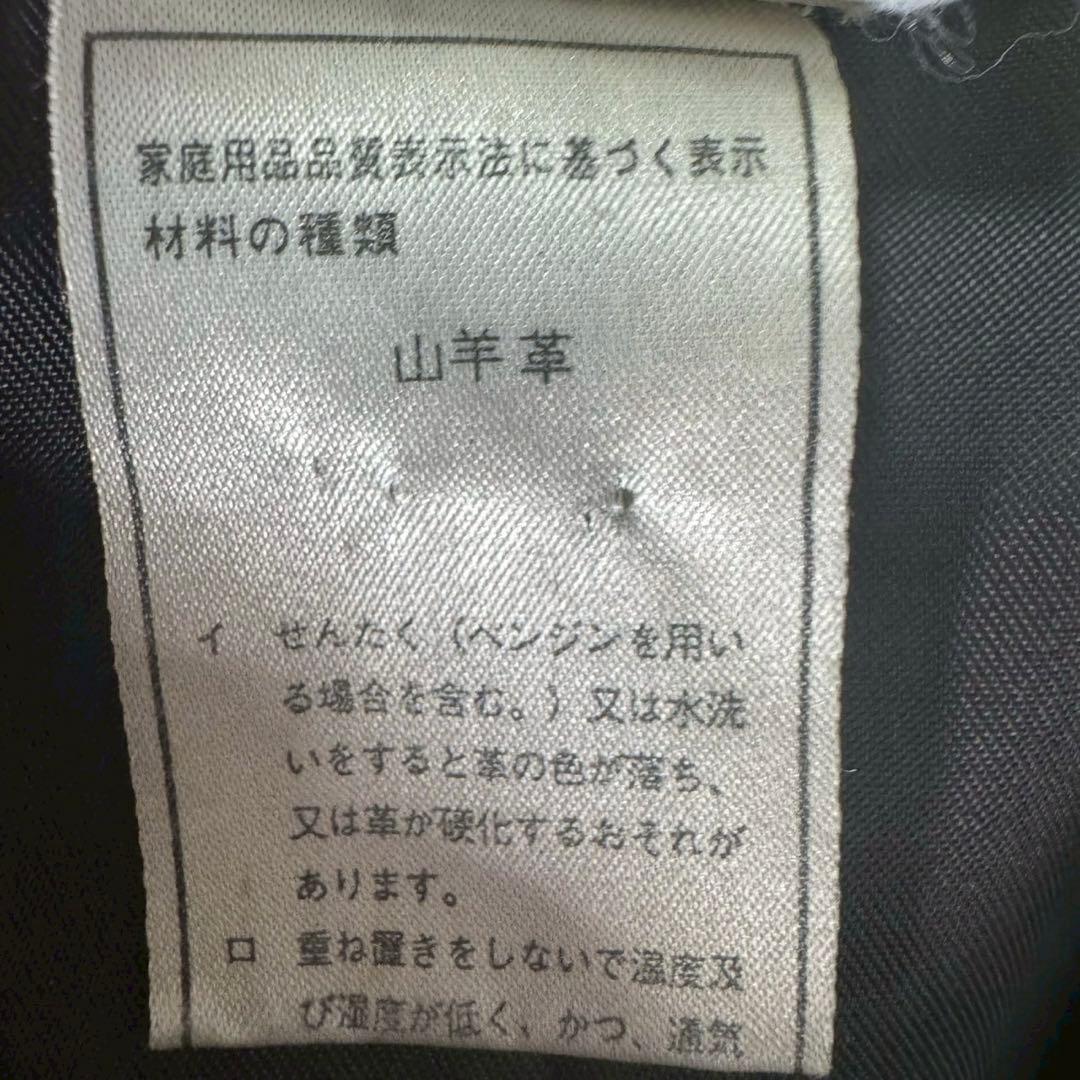 家庭用品品質表示法に基づく表示
材料の種類
山羊革
イ せんたく（ベンジンを用い
る場合を含む。）又は水洗
いをすると革の色が落ち、
又は革が硬化するおそれが
あります。
ロ 重ね置きをしないで温度及
び湿度が低く、かつ、通気